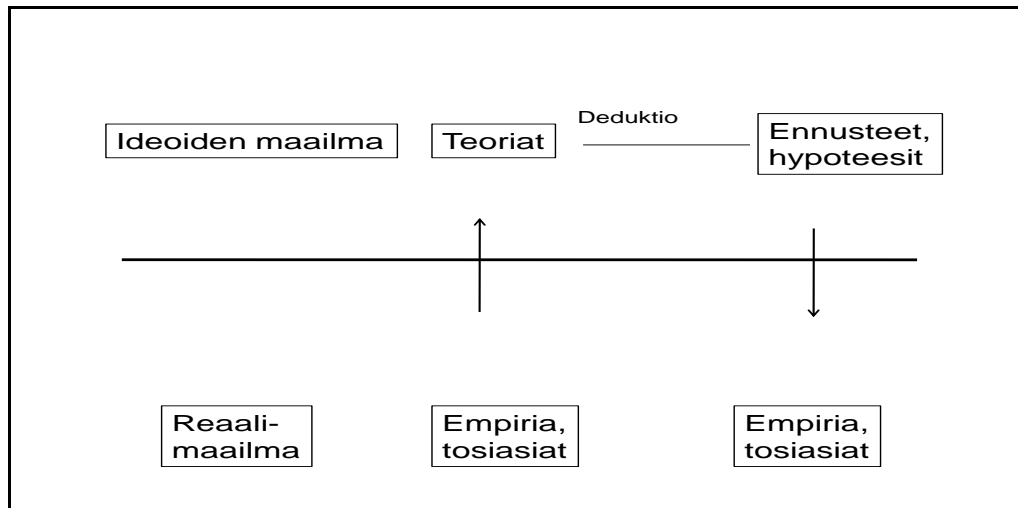 Deduktio
Ideoiden maailma
Teoriat
Ennusteet,
hypoteesit
Reaali-
maailma
Empiria,
tosiasiat
Empiria,
tosiasiat